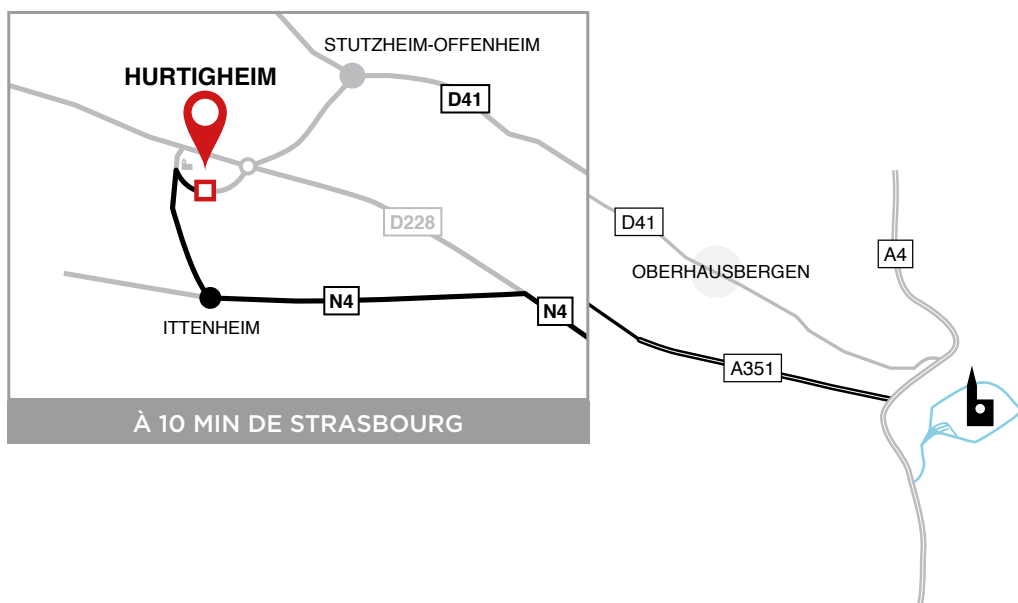 STUTZHEIM-OFFENHEIM
HURTIGHEIM
D41
D228
D41
A4
OBERHAUSBERGEN
N4
N4
ITTENHEIM
A351
À 10 MIN DE STRASBOURG